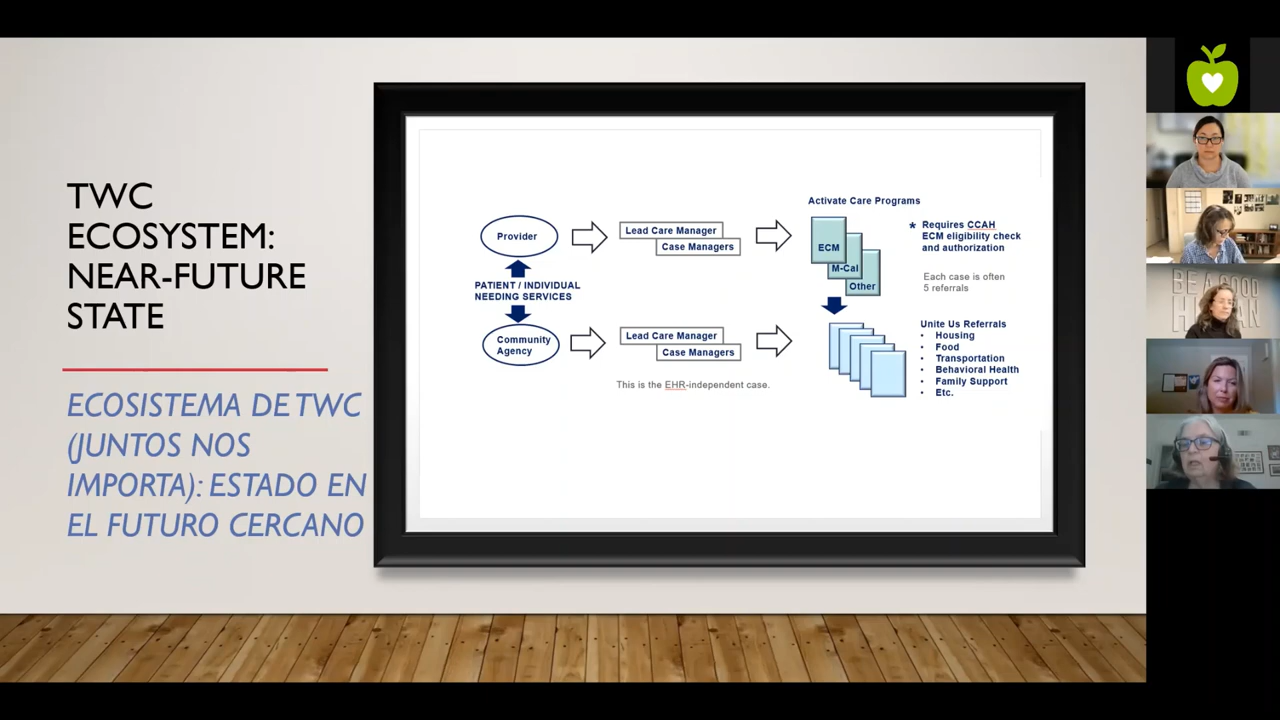 TWC
ECOSYSTEM:
NEAR-FUTURE
STATE
ECOSISTEMA DE TWC
(JUNTOS NOS
IMPORTA): ESTADO EN
EL FUTURO CERCANO
Activate Care Programs
Provider
Lead Care Manager
Case Managers
ECM
M-Cal
Other
* Requires CCAH
ECM eligibility check
and authorization
Each case is often
5 referrals
PATIENT / INDIVIDUAL
NEEDING SERVICES
Community
Agency
Lead Care Manager
Case Managers
This is the EHR-independent case.
Unite Us Referrals
• Housing
• Food
• Transportation
• Behavioral Health
• Family Support
• Etc.
BE A GOOD